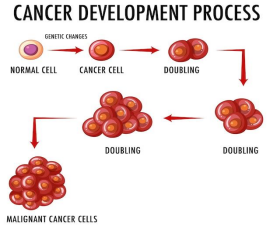 CANCER DEVELOPMENT PROCESS
GENETIC CHANGES
NORMAL CELL
CANCER CELL
DOUBLING
DOUBLING
DOUBLING
MALIGNANT CANCER CELLS